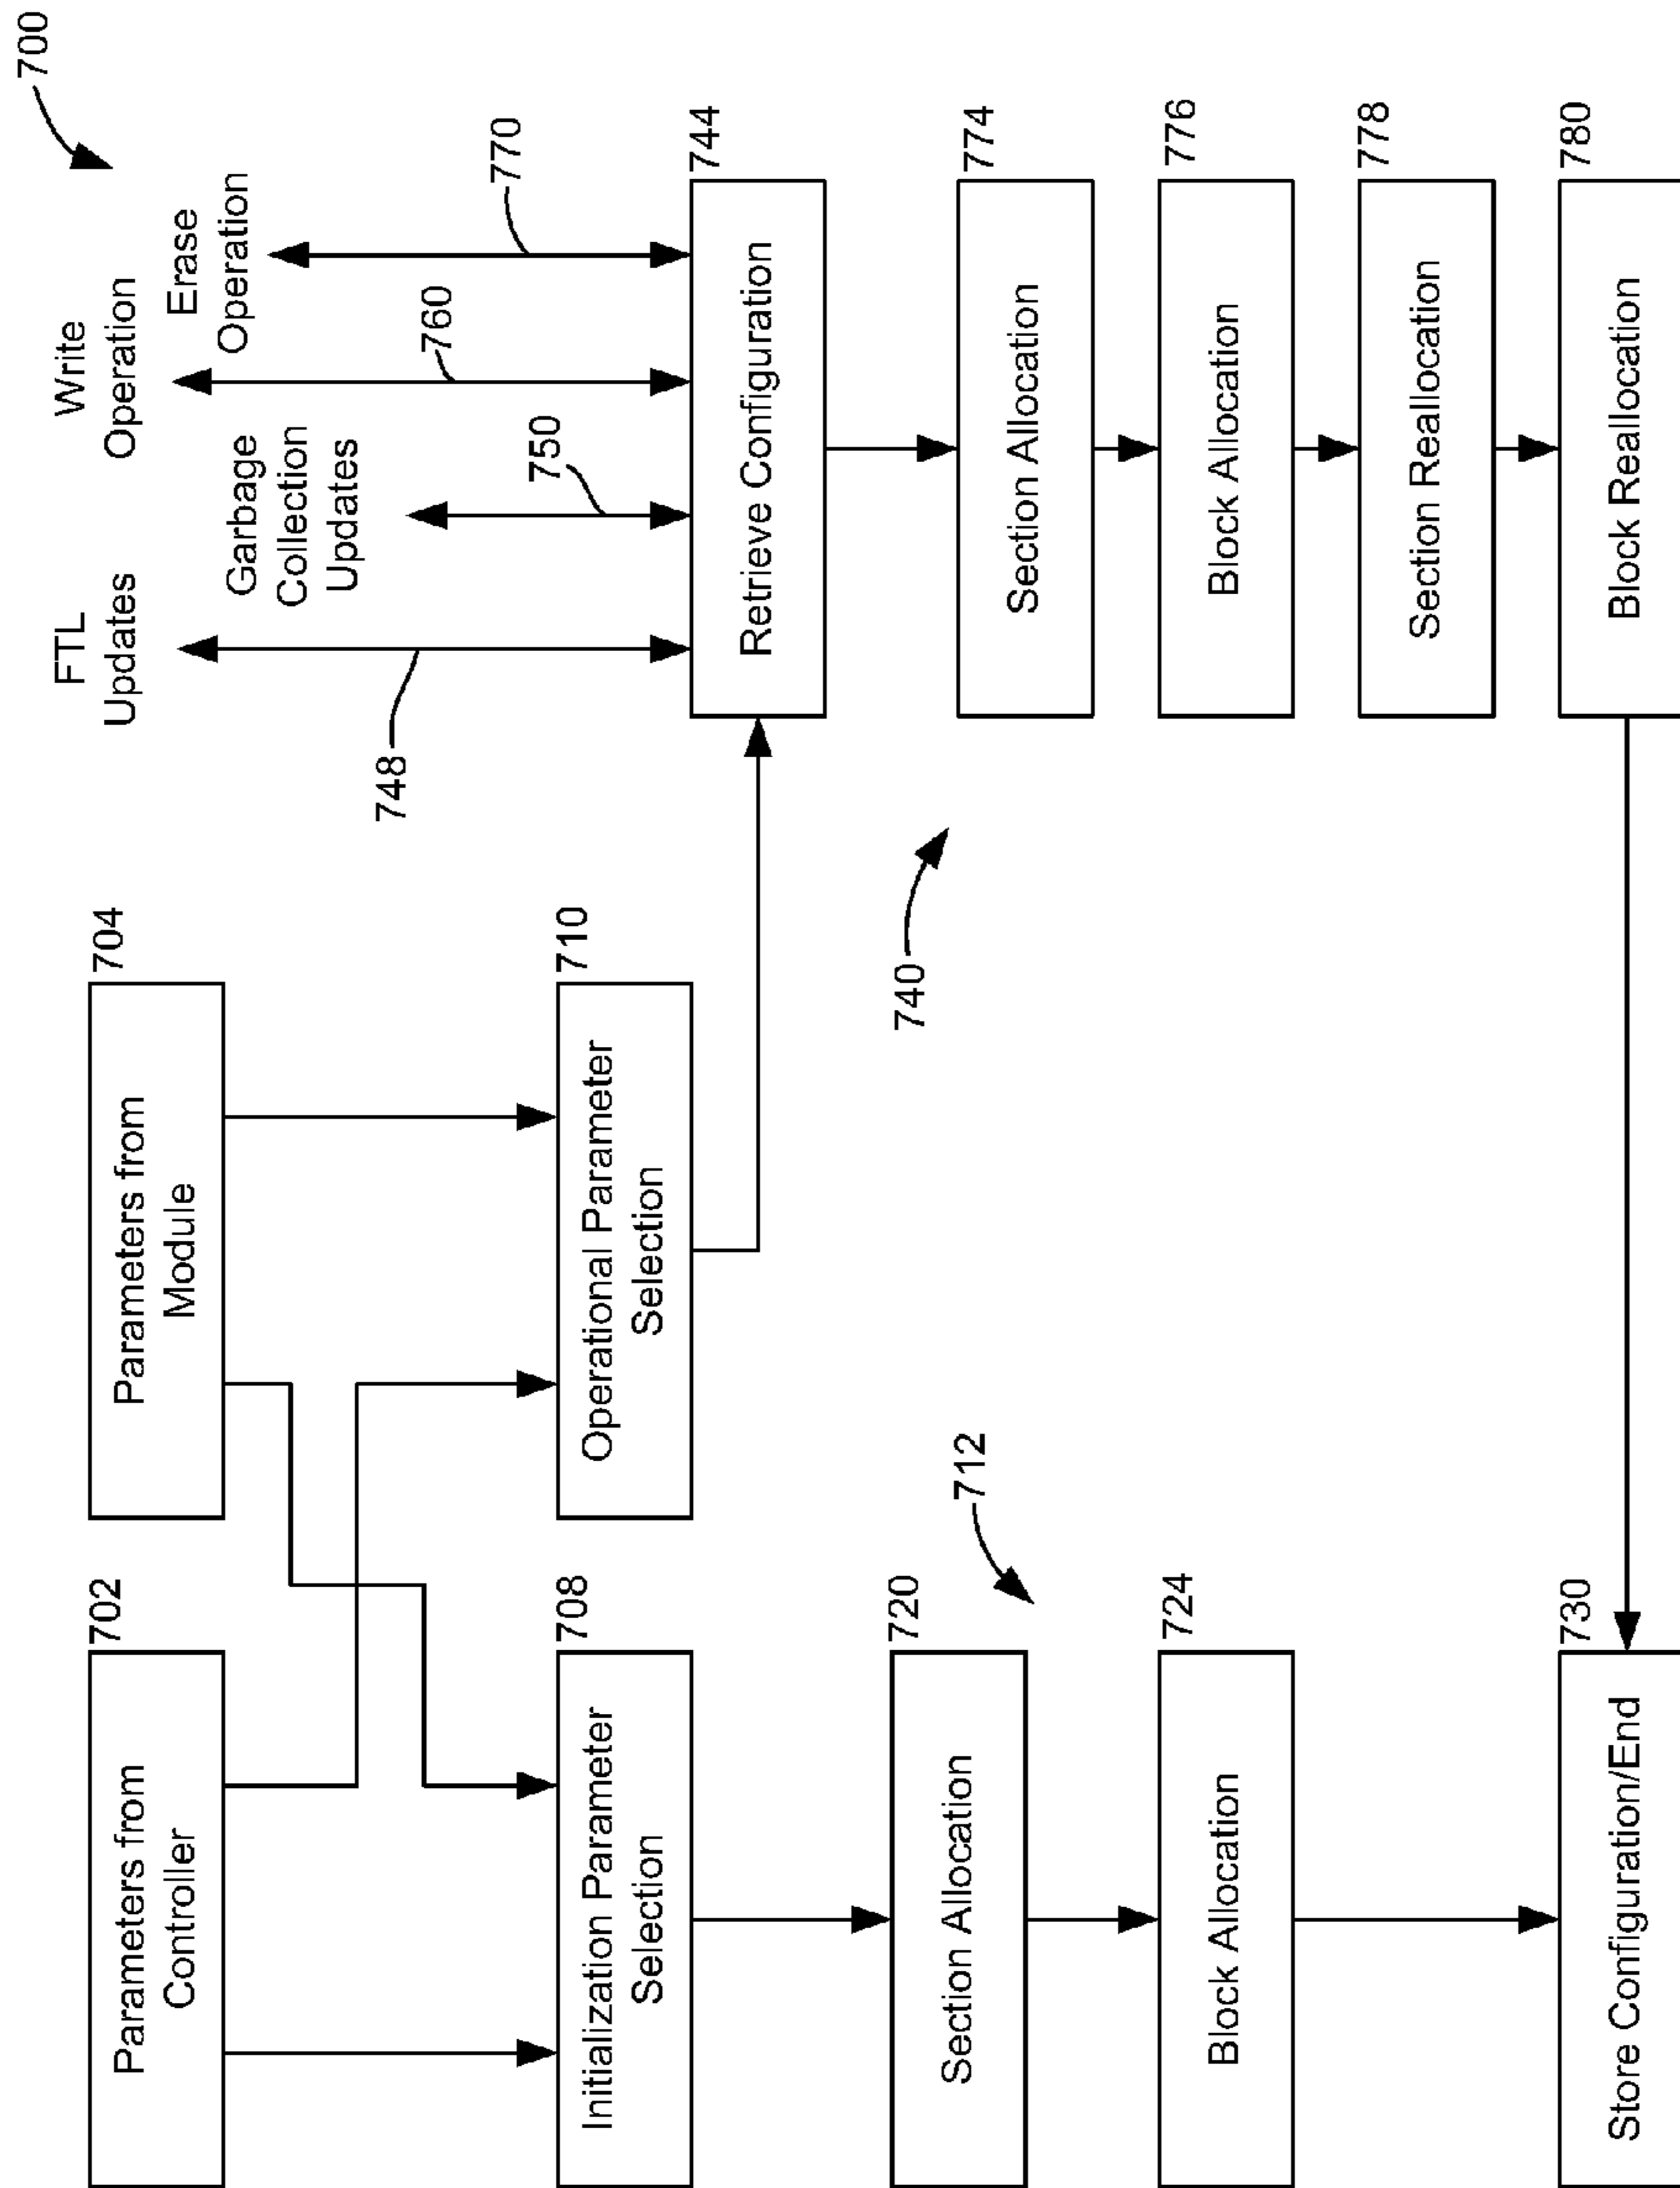 700
702
Parameters from
Controller
704
Parameters from
Module
FTL
Updates
Garbage
Collection
Updates
Write
Operation
Erase
Operation
748
750
760
770
708
Initialization Parameter
Selection
710
Operational Parameter
Selection
744
Retrieve Configuration
712
740
720
Section Allocation
774
Section Allocation
724
Block Allocation
776
Block Allocation
778
Section Reallocation
730
Store Configuration/End
780
Block Reallocation